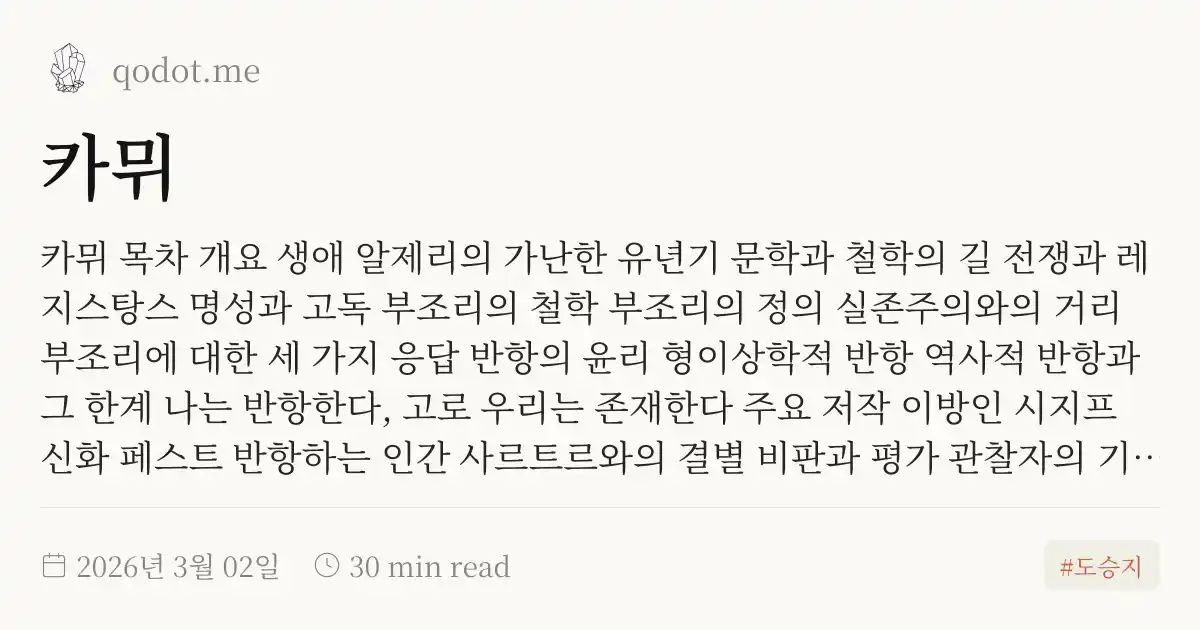 qodot.me
카뮈
카뮈 목차 개요 생애 알제리의 가난한 유년기 문학과 철학의 길 전쟁과 레
지스탕스 명성과 고독 부조리의 철학 부조리의 정의 실존주의와의 거리
부조리에 대한 세 가지 응답 반항의 윤리 형이상학적 반항 역사적 반항과
그 한계 나는 반항한다, 고로 우리는 존재한다 주요 저작 이방인 시지프
신화 페스트 반항하는 인간 사르트르와의 결별 비판과 평가 관찰자의 기…
2026년 3월 02일
30 min read
#도승지